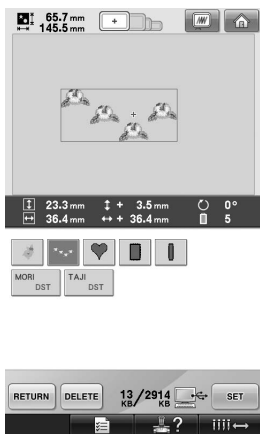 65.7 mm
145.5 mm
23.3 mm + 3.5 mm 0°
36.4 mm + 36.4 mm 5
MORI DST
TAJI DST
RETURN DELETE 13 KB / 2914 KB SET
?